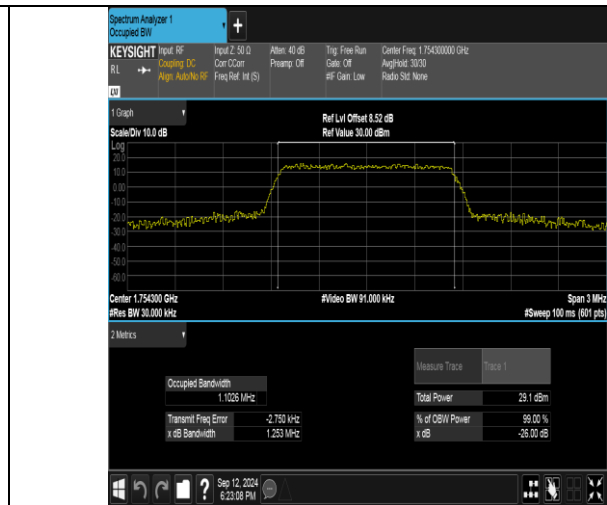 Spectrum Analyzer 1
Occupied BW
+
KEYSIGHT Input: RF Input Z: 50 Ω Atten: 40 dB Trig: Free Run Center Freq: 1.754300000 GHz
RL Coupling: DC Corr CCorr Preamp: Off Gate: Off Avg|Hold: 30/30
Align: Auto/No RF Freq Ref: Int (S) #IF Gain: Low Radio Std: None
LXI
1 Graph
Ref Lvl Offset 8.52 dB
Scale/Div 10.0 dB Ref Value 30.00 dBm
Log
20.0
10.0
0.00
-10.0
-20.0
-30.0
-40.0
-50.0
-60.0
Center 1.754300 GHz #Video BW 91.000 kHz Span 3 MHz
#Res BW 30.000 kHz #Sweep 100 ms (601 pts)
2 Metrics
Measure Trace Trace 1
Occupied Bandwidth
1.1026 MHz Total Power 29.1 dBm
Transmit Freq Error -2.750 kHz % of OBW Power 99.00 %
x dB Bandwidth 1.253 MHz x dB -26.00 dB
? Sep 12, 2024
6:23:08 PM